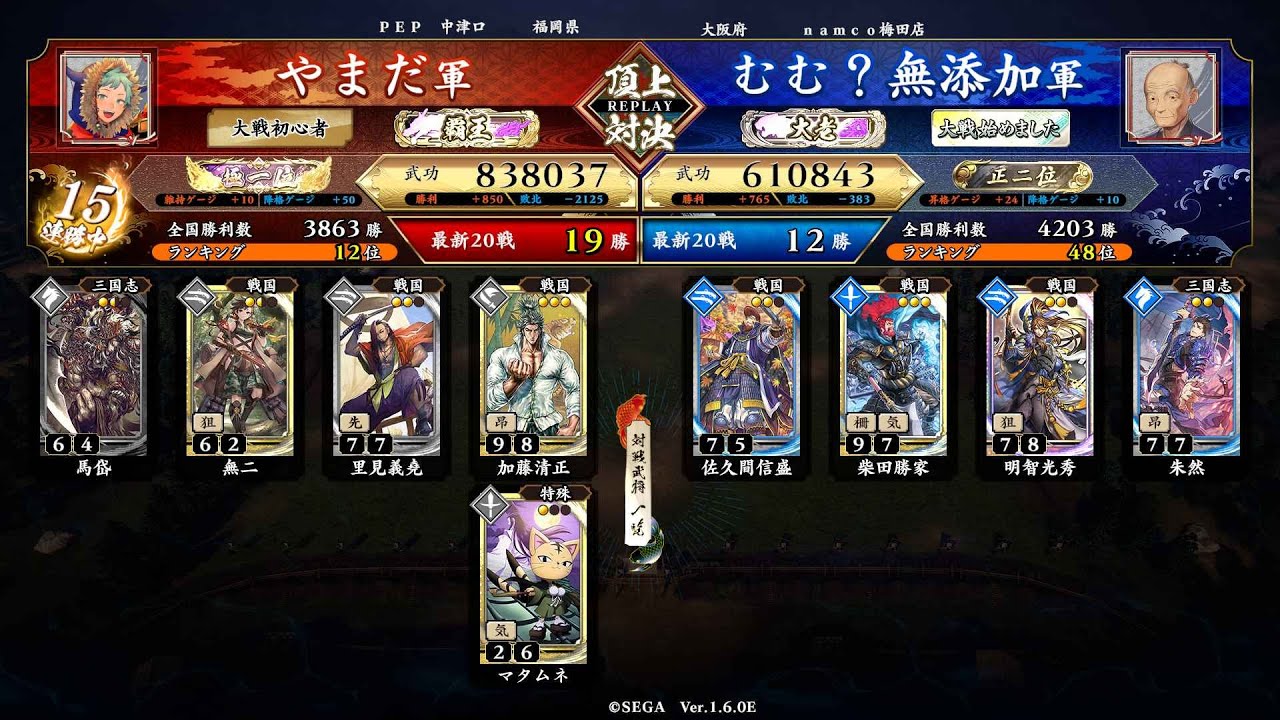 PEP 中津口 福岡県
大阪府 namco梅田店
やまだ軍
頂上
REPLAY
対決
むむ？無添加軍
大戦初心者
覇王
大老
大戦始めました
15
連勝中
極一位
維持ゲージ +10 降格ゲージ +50
武功 838037
勝利 +850 敗北 -2125
武功 610843
勝利 +765 敗北 -383
正二位
昇格ゲージ +24 降格ゲージ +10
全国勝利数 3863勝
ランキング 12位
最新20戦 19勝
最新20戦 12勝
全国勝利数 4203勝
ランキング 48位
三国志
戦国
戦国
戦国
戦国
戦国
戦国
三国志
狙
先
昂
柵 気
狙
昂
6 4
6 2
7 7
9 8
7 5
9 7
7 8
7 7
馬岱
無二
里見義堯
加藤清正
佐久間信盛
柴田勝家
明智光秀
朱然
対戦武将一覧
特殊
気
2 6
マタムネ
©SEGA Ver.1.6.0E